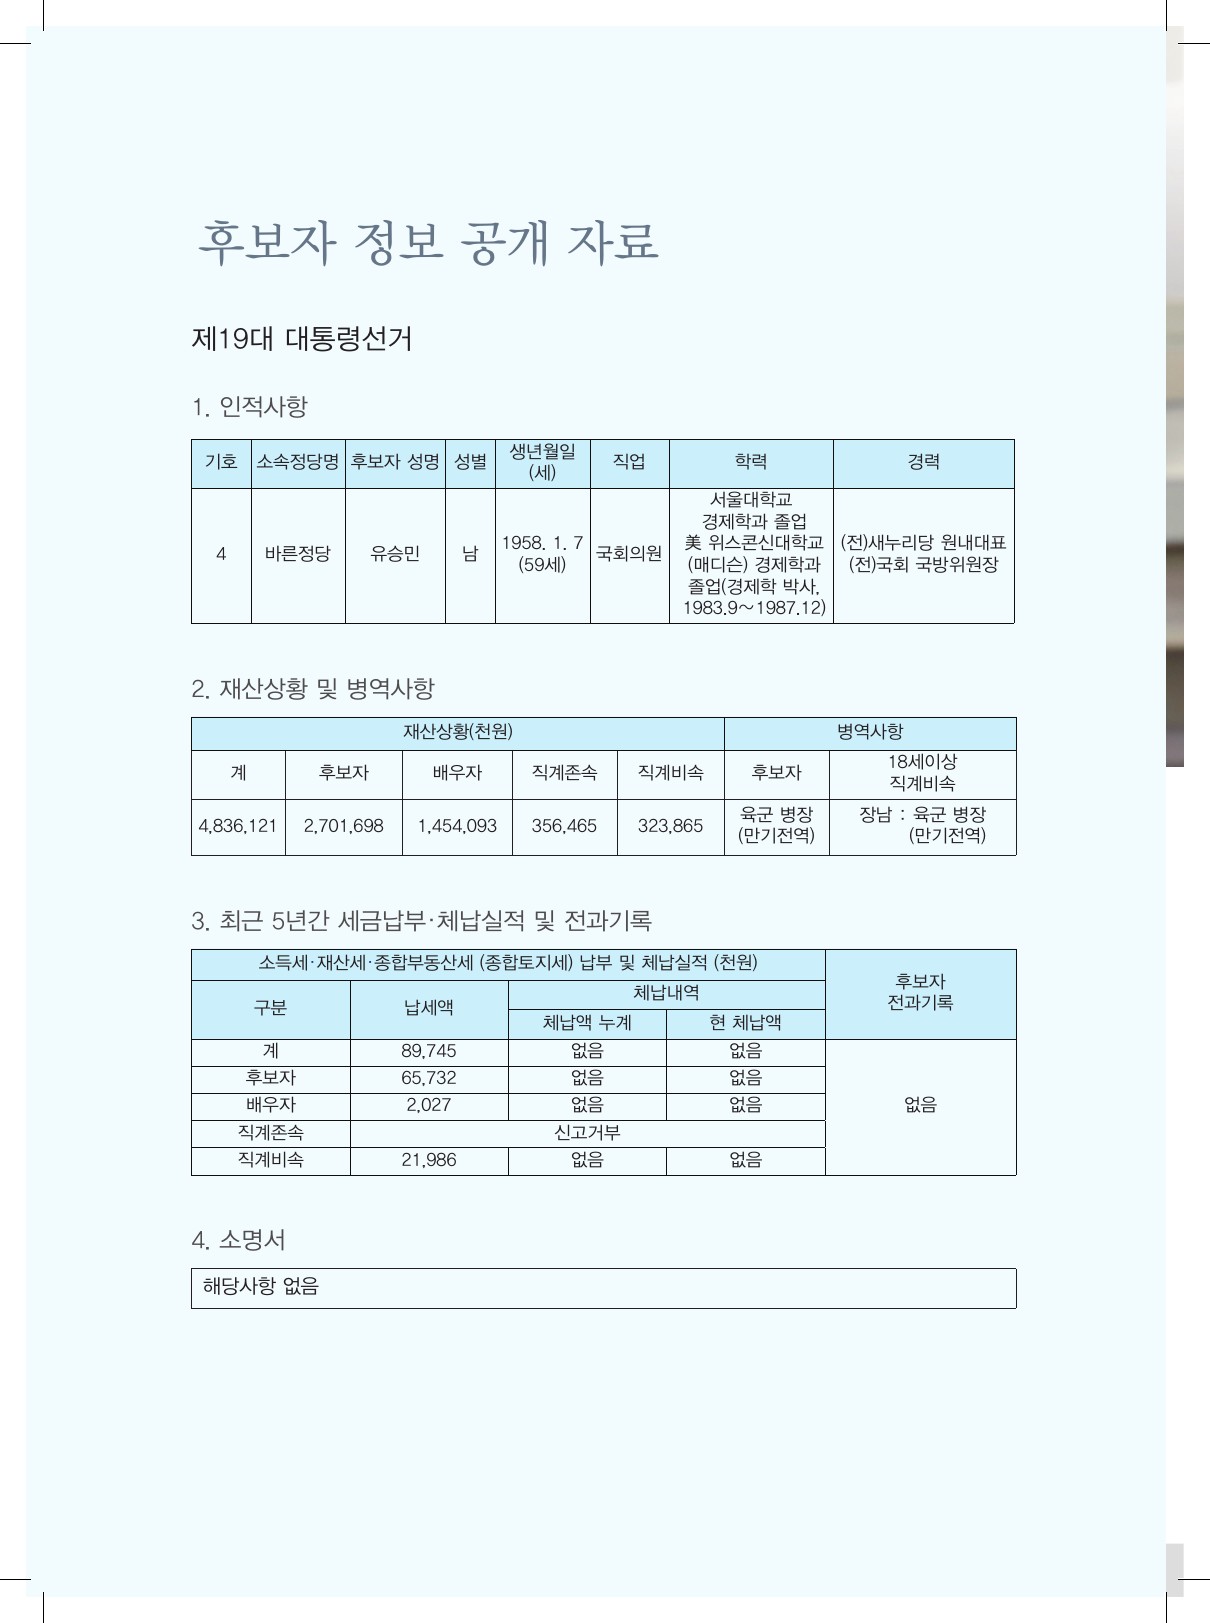 후보자 정보 공개 자료
제19대 대통령선거
1. 인적사항
기호 소속정당명 후보자 성명 성별 생년월일 (세) 직업 학력 경력
4 바른정당 유승민 남 1958. 1. 7 (59세) 국회의원
서울대학교
경제학과 졸업
美 위스콘신대학교
(매디슨) 경제학과
졸업(경제학 박사,
1983.9~1987.12)
(전)새누리당 원내대표
(전)국회 국방위원장
2. 재산상황 및 병역사항
재산상황(천원) 병역사항
계 후보자 배우자 직계존속 직계비속 후보자 18세이상 직계비속
4,836,121 2,701,698 1,454,093 356,465 323,865 육군 병장 (만기전역) 장남 : 육군 병장 (만기전역)
3. 최근 5년간 세금납부·체납실적 및 전과기록
소득세·재산세·종합부동산세 (종합토지세) 납부 및 체납실적 (천원)
후보자
전과기록
구분 납세액 체납내역
체납액 누계 현 체납액
계 89,745 없음 없음
후보자 65,732 없음 없음
배우자 2,027 없음 없음 없음
직계존속 신고거부
직계비속 21,986 없음 없음
4. 소명서
해당사항 없음